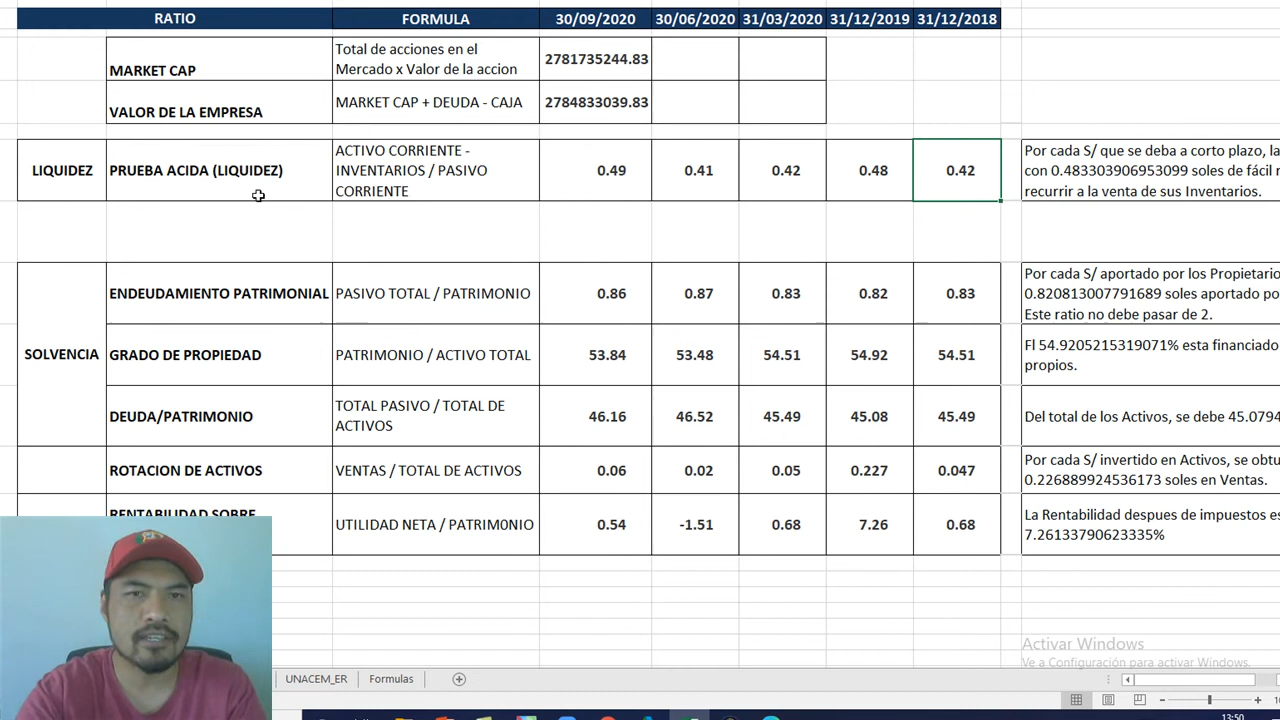 RATIO FORMULA 30/09/2020 30/06/2020 31/03/2020 31/12/2019 31/12/2018
Total de acciones en el
Mercado x Valor de la accion
MARKET CAP 2781735244.83
VALOR DE LA EMPRESA MARKET CAP + DEUDA - CAJA 2784833039.83
ACTIVO CORRIENTE -
INVENTARIOS / PASIVO
CORRIENTE
LIQUIDEZ PRUEBA ACIDA (LIQUIDEZ) 0.49 0.41 0.42 0.48 0.42
Por cada S/ que se deba a corto plazo, la
con 0.483303906953099 soles de fácil
recurrir a la venta de sus Inventarios.
SOLVENCIA
ENDEUDAMIENTO PATRIMONIAL PASIVO TOTAL / PATRIMONIO 0.86 0.87 0.83 0.82 0.83
Por cada S/ aportado por los Propietario
0.820813007791689 soles aportado po
Este ratio no debe pasar de 2.
GRADO DE PROPIEDAD PATRIMONIO / ACTIVO TOTAL 53.84 53.48 54.51 54.92 54.51
Fl 54.9205215319071% esta financiado
propios.
DEUDA/PATRIMONIO
TOTAL PASIVO / TOTAL DE
ACTIVOS
46.16 46.52 45.49 45.08 45.49
Del total de los Activos, se debe 45.0794
ROTACION DE ACTIVOS VENTAS / TOTAL DE ACTIVOS 0.06 0.02 0.05 0.227 0.047
Por cada S/ invertido en Activos, se obtu
0.226889924536173 soles en Ventas.
RENTABILIDAD SOBRE
UTILIDAD NETA / PATRIM0NIO 0.54 -1.51 0.68 7.26 0.68
La Rentabilidad despues de impuestos es
7.26133790623335%
Activar Windows
Ve a Configuración para activar Windows.
UNACEM_ER Formulas
13:50